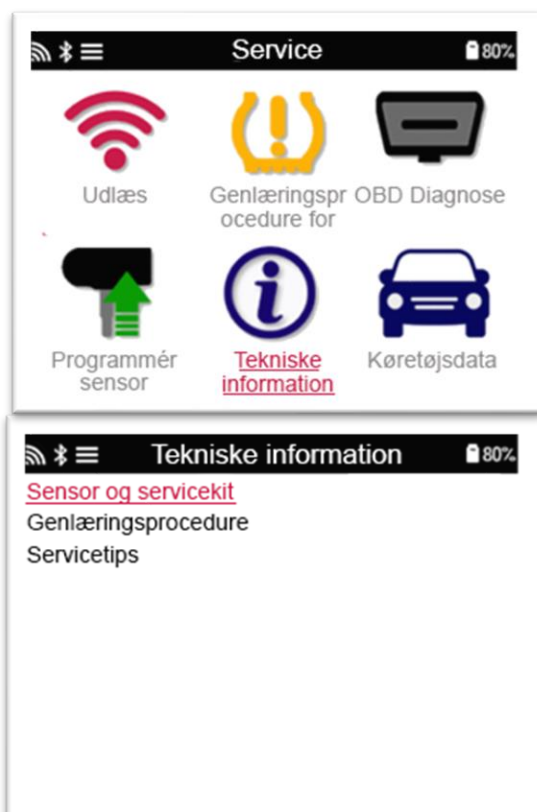 Service
80%
Udlæs
Genlæringspr
ocedure for
OBD Diagnose
Programmér
sensor
Tekniske
information
Køretøjsdata
Tekniske information
80%
Sensor og servicekit
Genlæringsprocedure
Servicetips